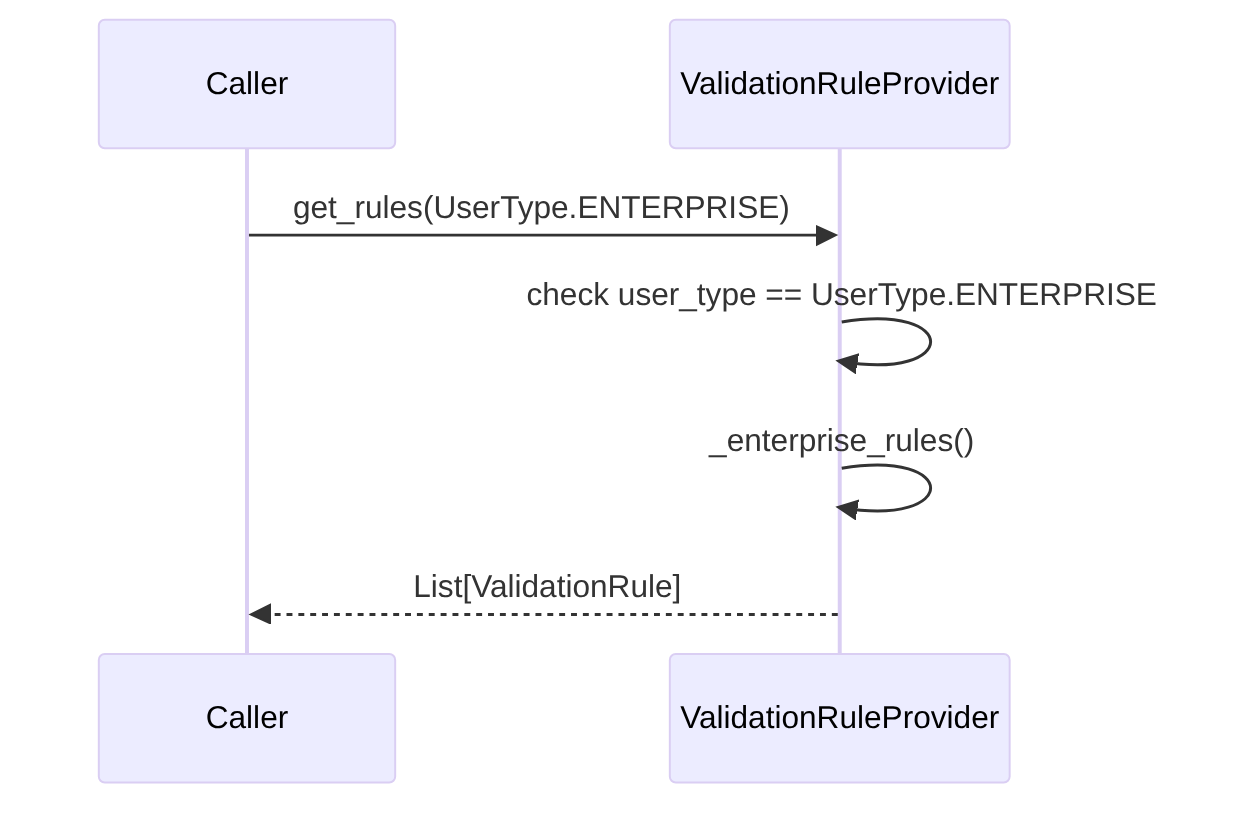 Caller
ValidationRuleProvider
get_rules(UserType.ENTERPRISE)
check user_type == UserType.ENTERPRISE
_enterprise_rules()
List[ValidationRule]
Caller
ValidationRuleProvider